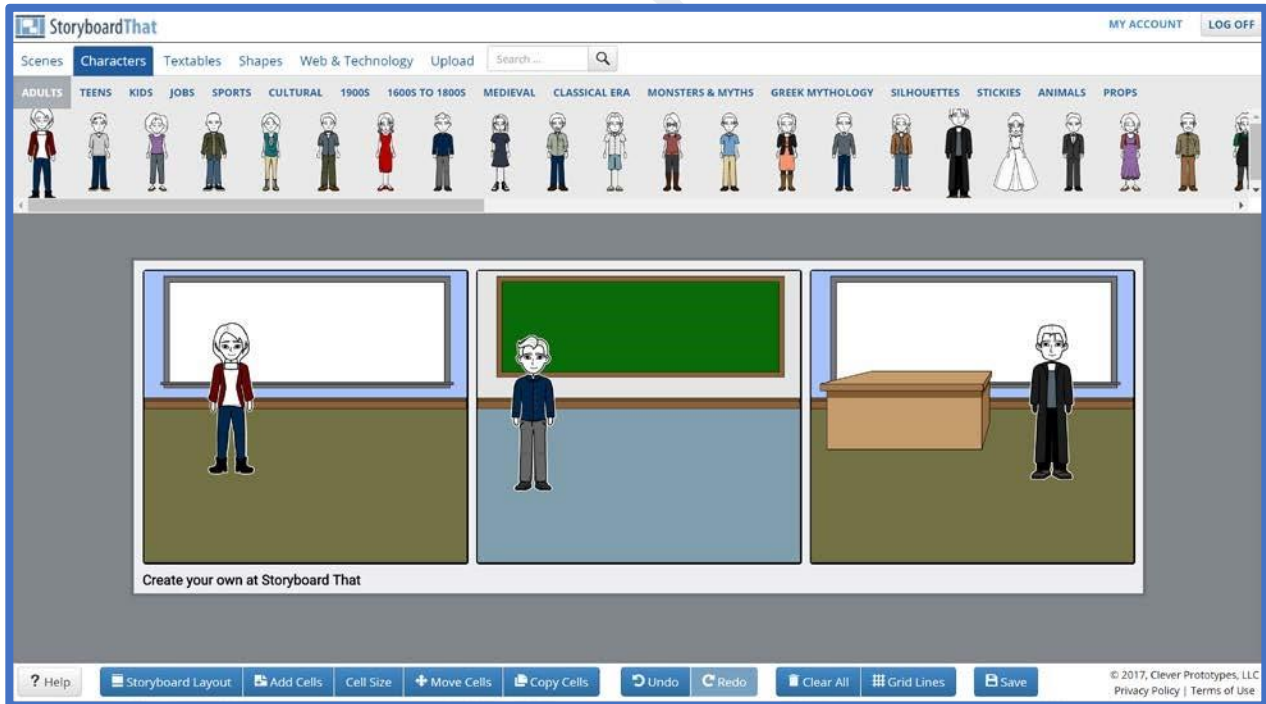 StoryboardThat
MY ACCOUNT LOG OFF
Scenes Characters Textables Shapes Web & Technology Upload Search ...
ADULTS TEENS KIDS JOBS SPORTS CULTURAL 1900S 1600S TO 1800S MEDIEVAL CLASSICAL ERA MONSTERS & MYTHS GREEK MYTHOLOGY SILHOUETTES STICKIES ANIMALS PROPS
Create your own at Storyboard That
? Help Storyboard Layout Add Cells Cell Size Move Cells Copy Cells Undo Redo Clear All Grid Lines Save
© 2017, Clever Prototypes, LLC
Privacy Policy | Terms of Use